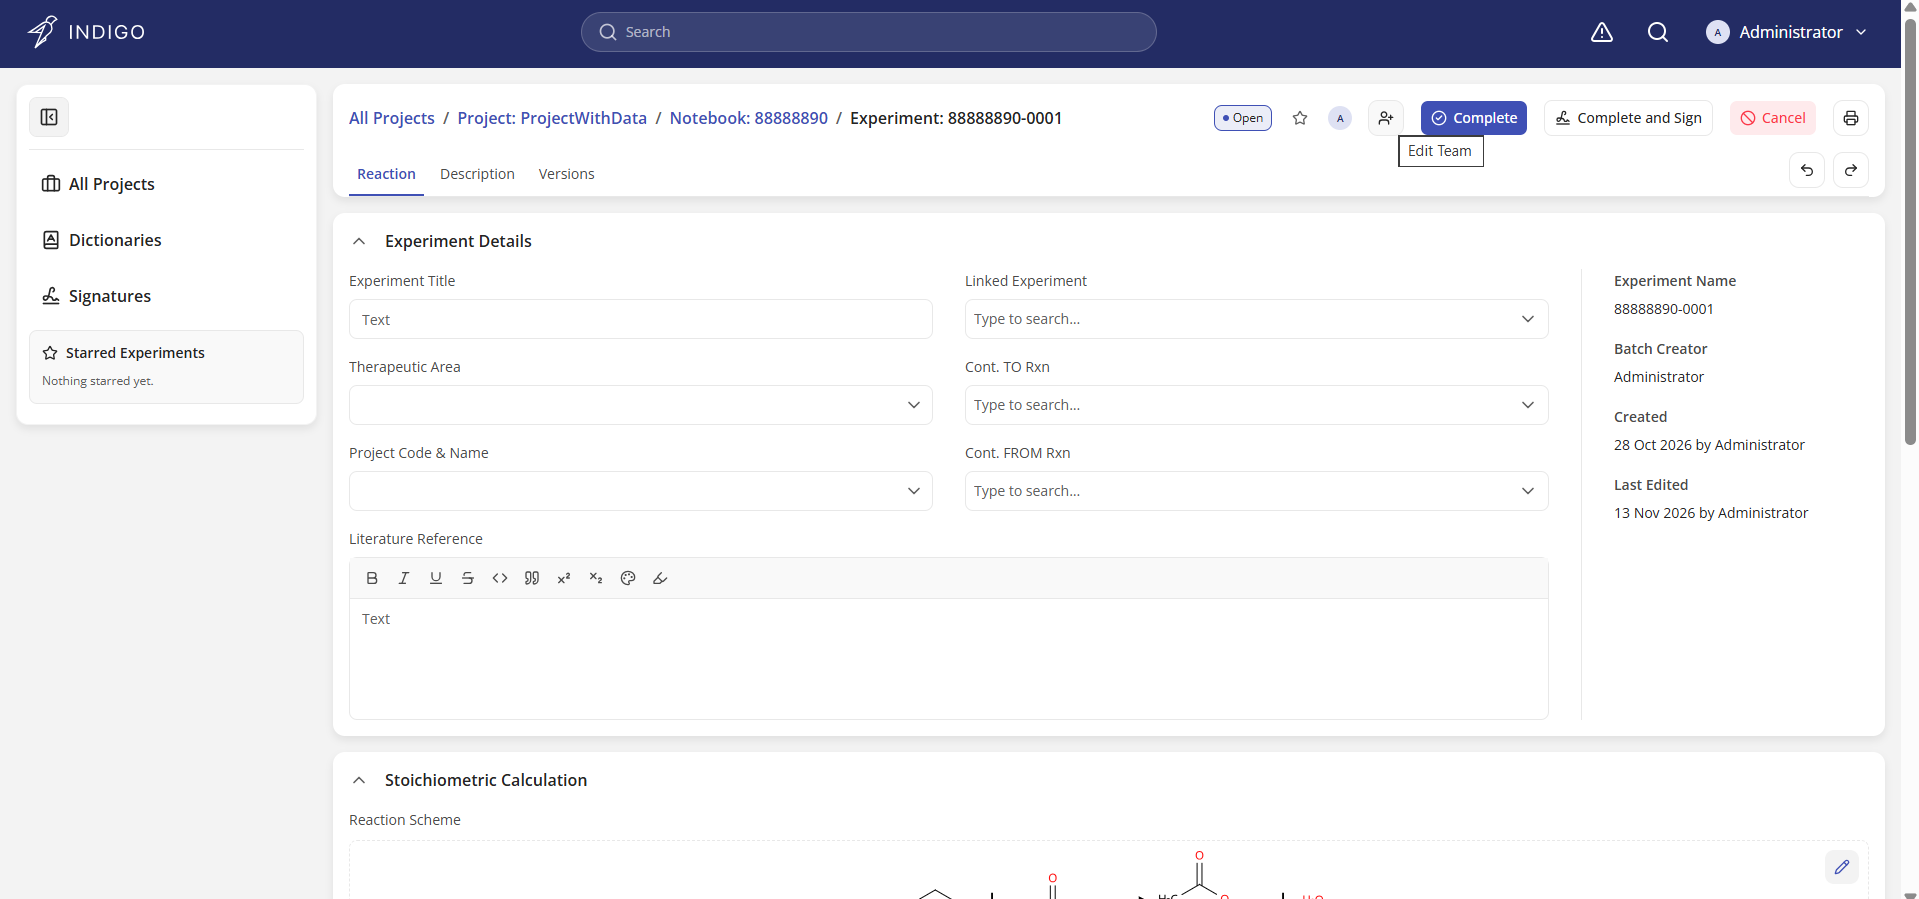 INDIGO
Search
A Administrator
All Projects / Project: ProjectWithData / Notebook: 88888890 / Experiment: 88888890-0001
Open
A
Complete
Complete and Sign
Cancel
Edit Team
Reaction Description Versions
All Projects
Dictionaries
Signatures
Starred Experiments
Nothing starred yet.
Experiment Details
Experiment Title
Text
Linked Experiment
Type to search...
Therapeutic Area
Cont. TO Rxn
Type to search...
Project Code & Name
Cont. FROM Rxn
Type to search...
Literature Reference
B I U S x² x₂
Text
Experiment Name
88888890-0001
Batch Creator
Administrator
Created
28 Oct 2026 by Administrator
Last Edited
13 Nov 2026 by Administrator
Stoichiometric Calculation
Reaction Scheme
O
O